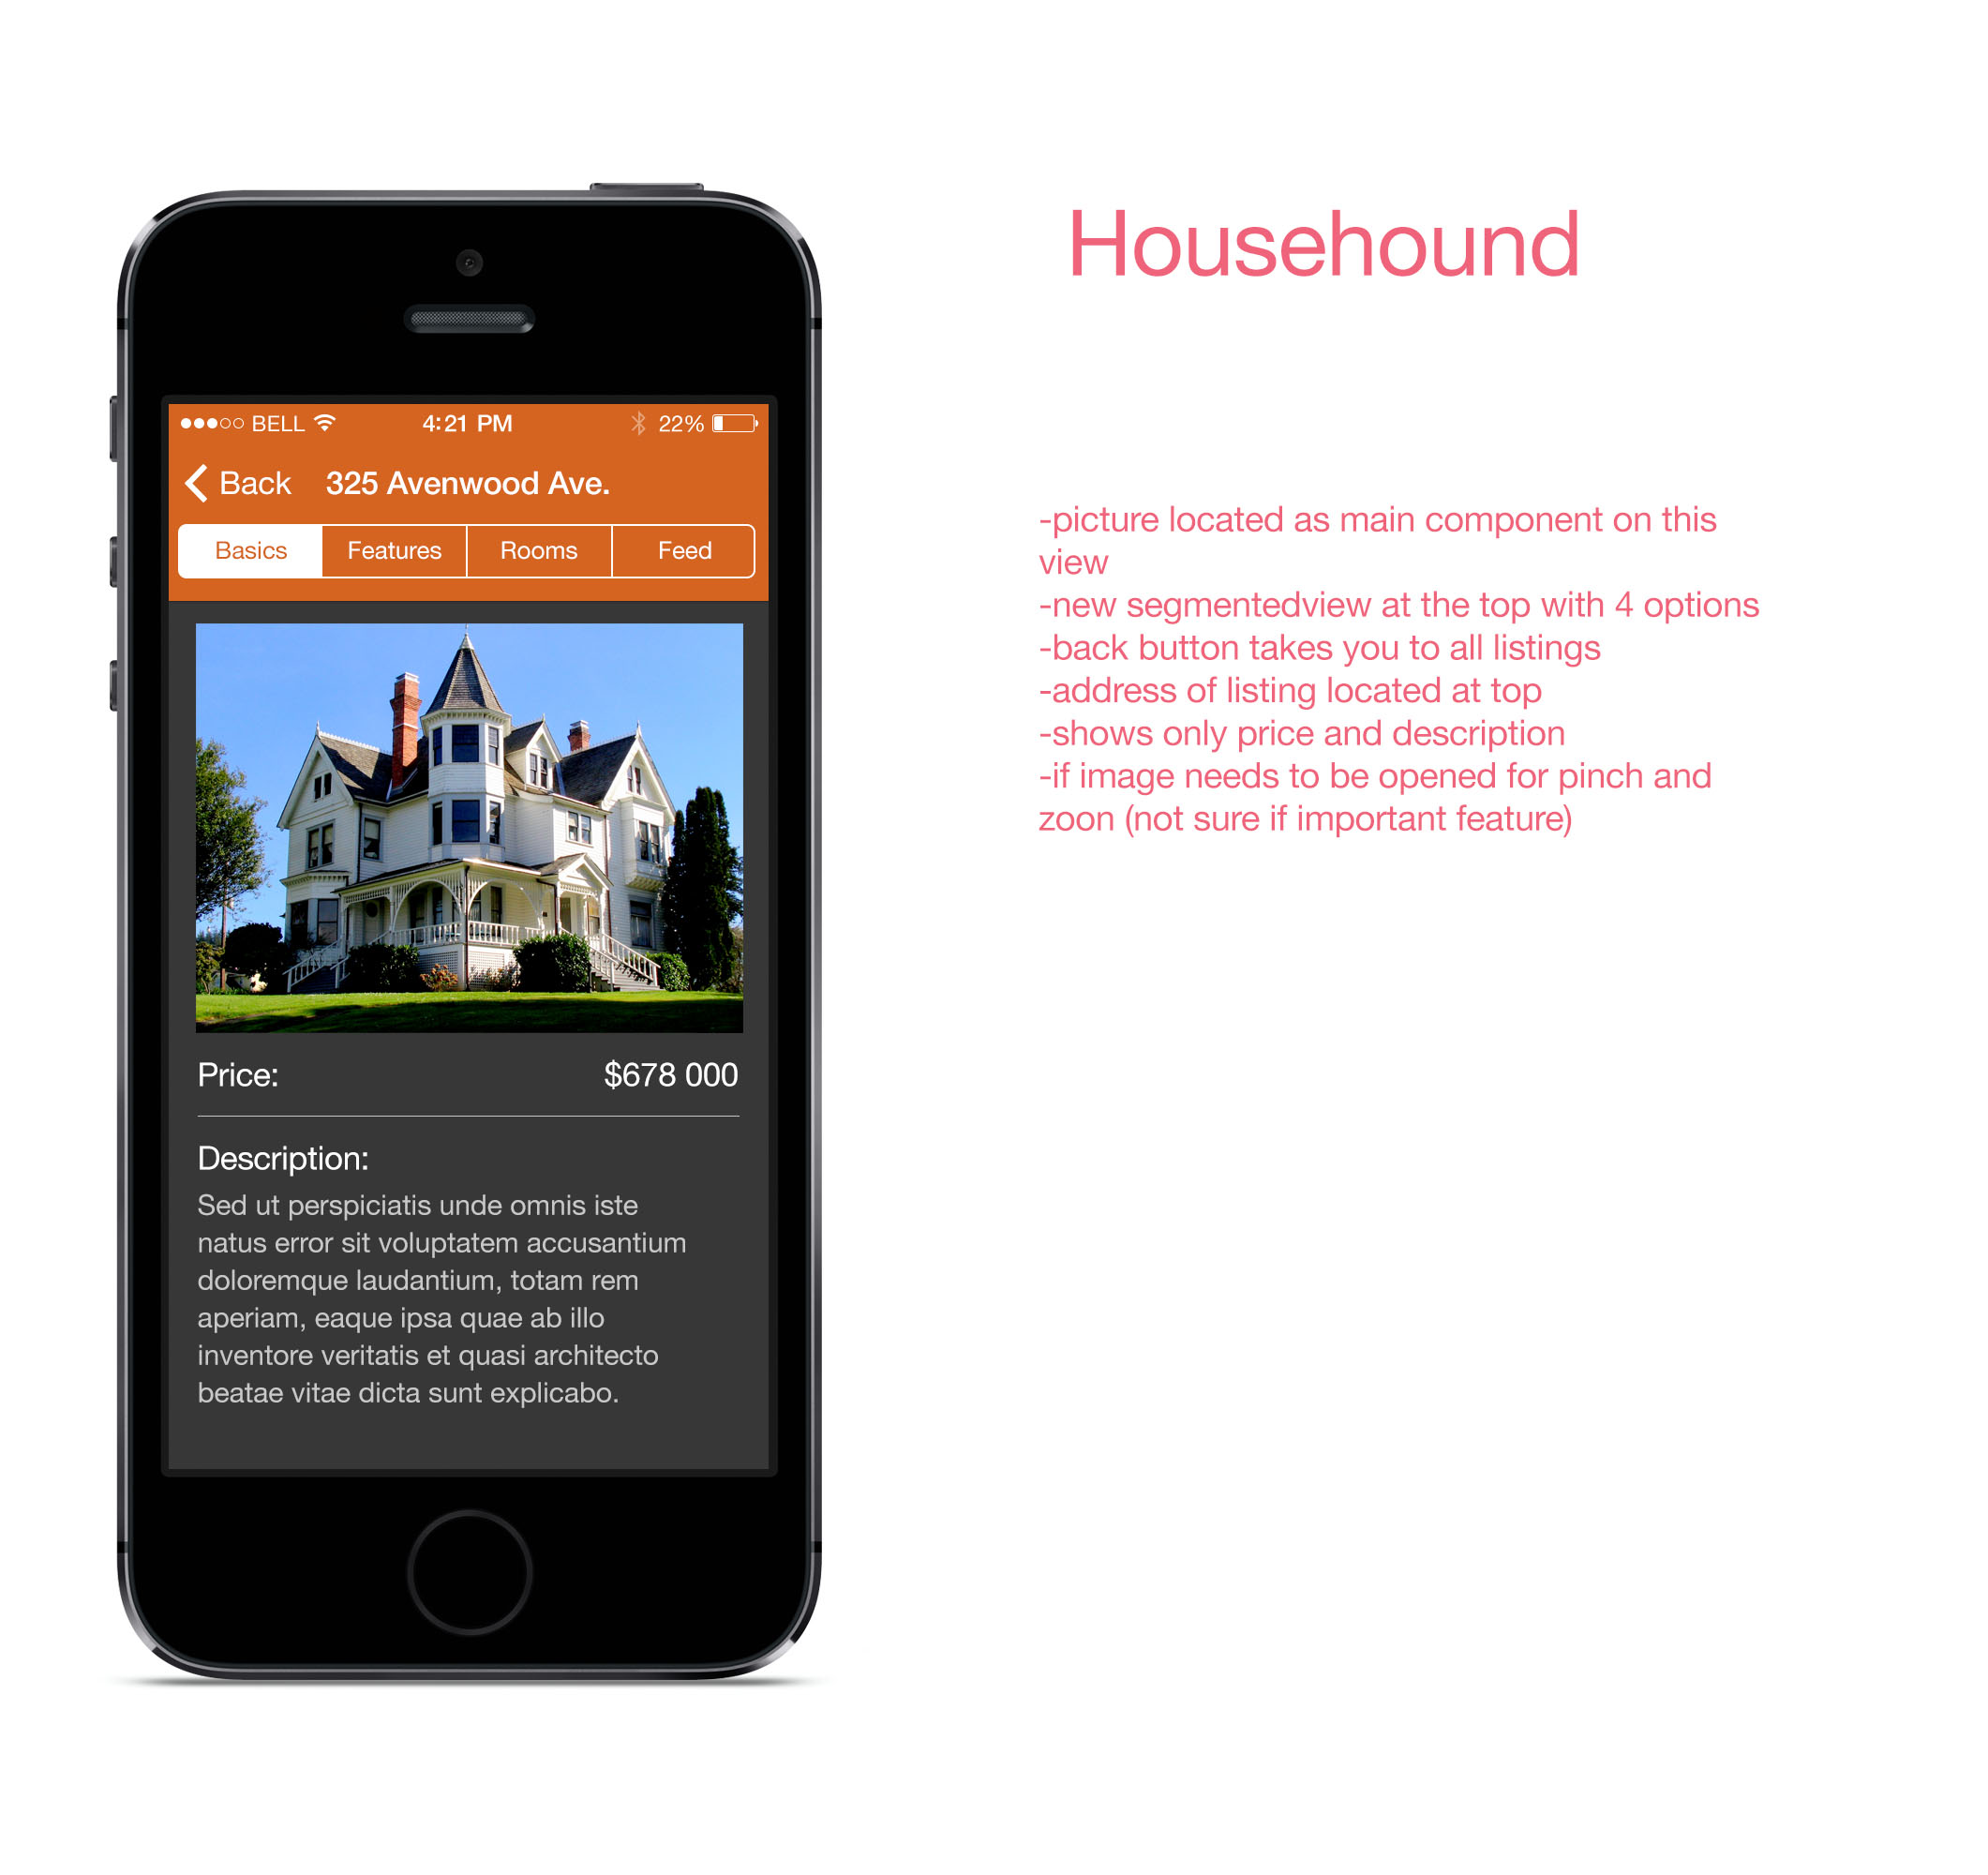 Househound
BELL 4:21 PM 22%
Back 325 Avenwood Ave.
Basics Features Rooms Feed
Price: $678 000
Description:
Sed ut perspiciatis unde omnis iste
natus error sit voluptatem accusantium
doloremque laudantium, totam rem
aperiam, eaque ipsa quae ab illo
inventore veritatis et quasi architecto
beatae vitae dicta sunt explicabo.
-picture located as main component on this
view
-new segmentedview at the top with 4 options
-back button takes you to all listings
-address of listing located at top
-shows only price and description
-if image needs to be opened for pinch and
zoon (not sure if important feature)